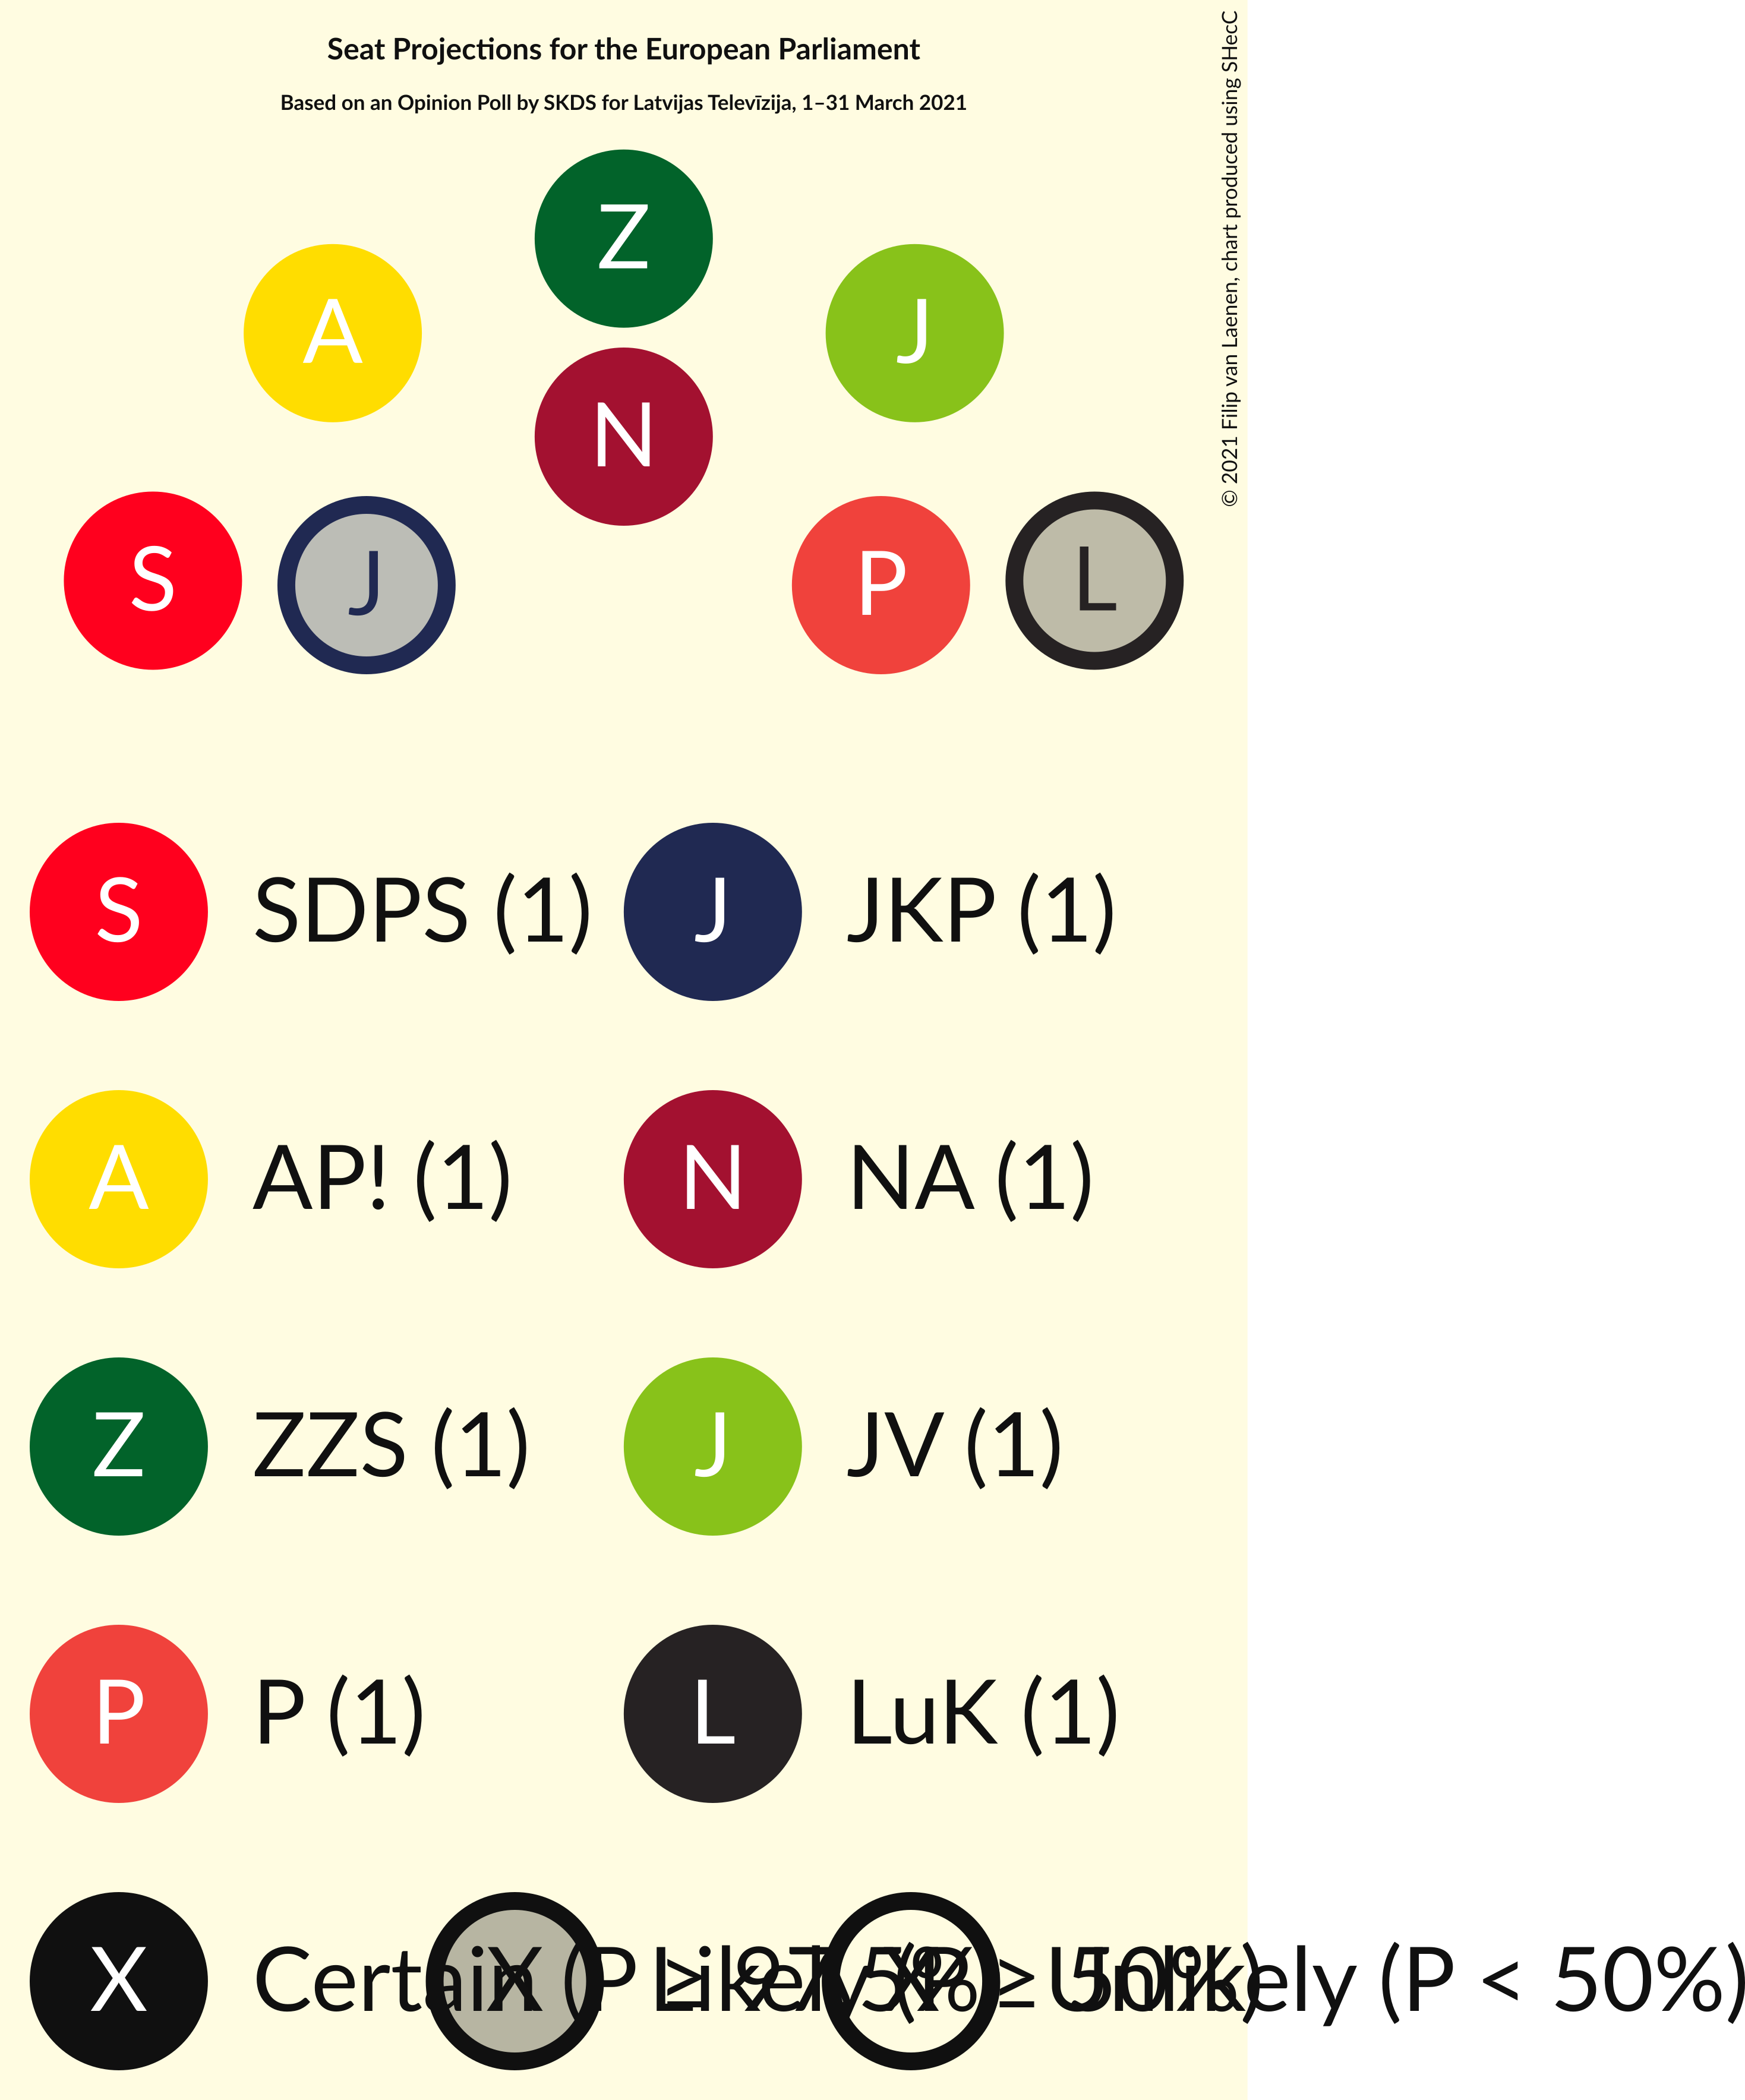 Seat Projections for the European Parliament
Based on an Opinion Poll by SKDS for Latvijas Televīzija, 1–31 March 2021
© 2021 Filip van Laenen, chart produced using SHecC
Z
A
J
N
S
J
P
L
S SDPS (1) J JKP (1)
A AP! (1) N NA (1)
Z ZZS (1) J JV (1)
P P (1) L LuK (1)
X Certain (P ≥ 97.5%) X Likely (P ≥ 50%) X Unlikely (P < 50%)